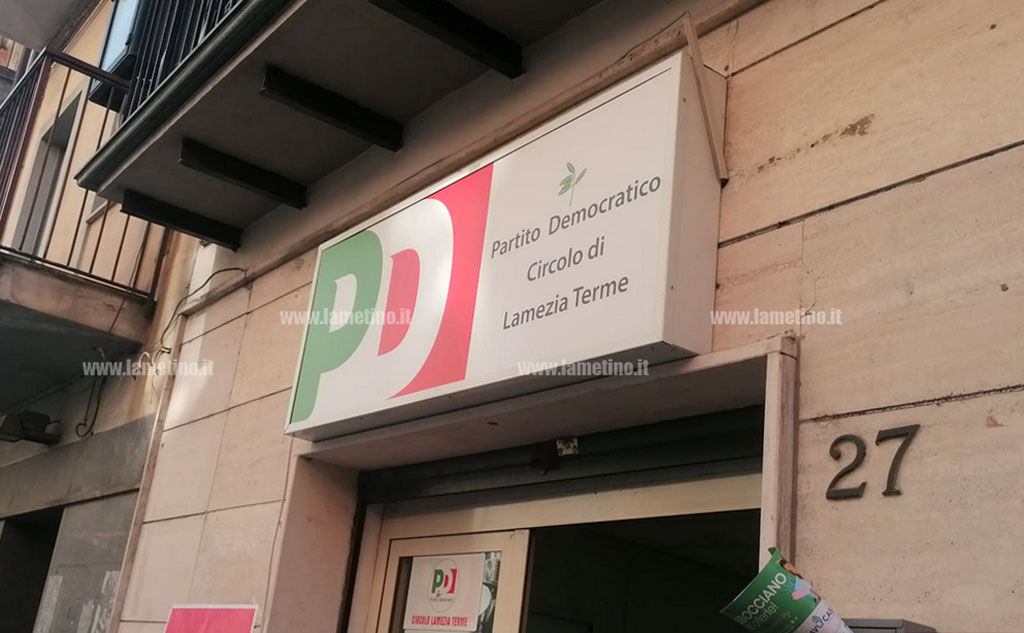 PD
Partito Democratico
Circolo di
Lamezia Terme
www.lametino.it
www.lametino.it
www.lametino.it
www.lametino.it
27
PD
CIRCOLO LAMEZIA TERME
BOCCIANO